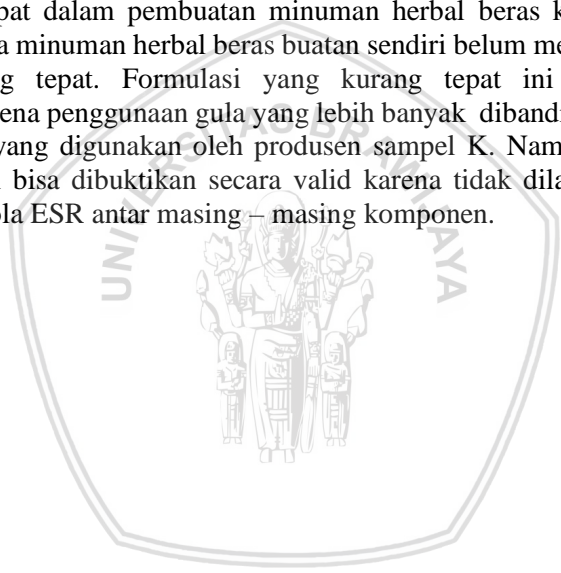 pat dalam pembuatan minuman herbal beras k
a minuman herbal beras buatan sendiri belum me
g tepat. Formulasi yang kurang tepat ini
ena penggunaan gula yang lebih banyak dibandi
yang digunakan oleh produsen sampel K. Nam
bisa dibuktikan secara valid karena tidak dila
ola ESR antar masing – masing komponen.
UNIVERSITAS BRAWIJAYA